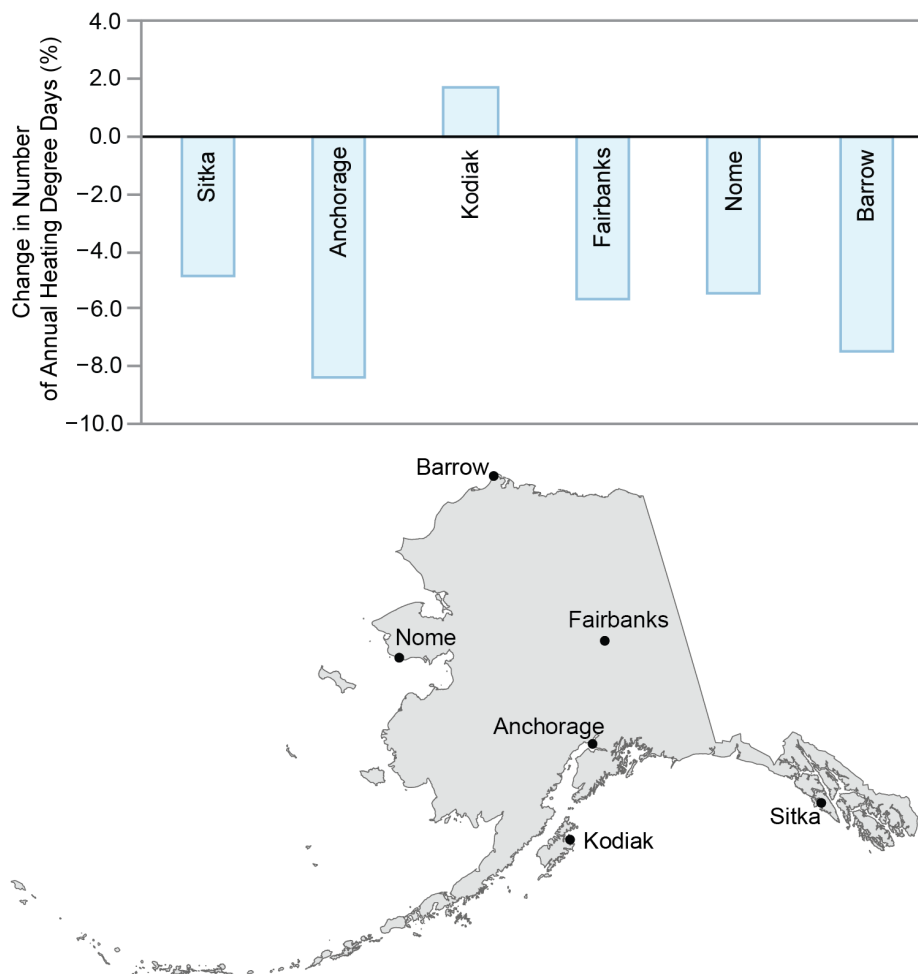 Change in Number
of Annual Heating Degree Days (%)
4.0
2.0
0.0
−2.0
−4.0
−6.0
−8.0
−10.0
Sitka
Anchorage
Kodiak
Fairbanks
Nome
Barrow
Barrow
Fairbanks
Nome
Anchorage
Sitka
Kodiak